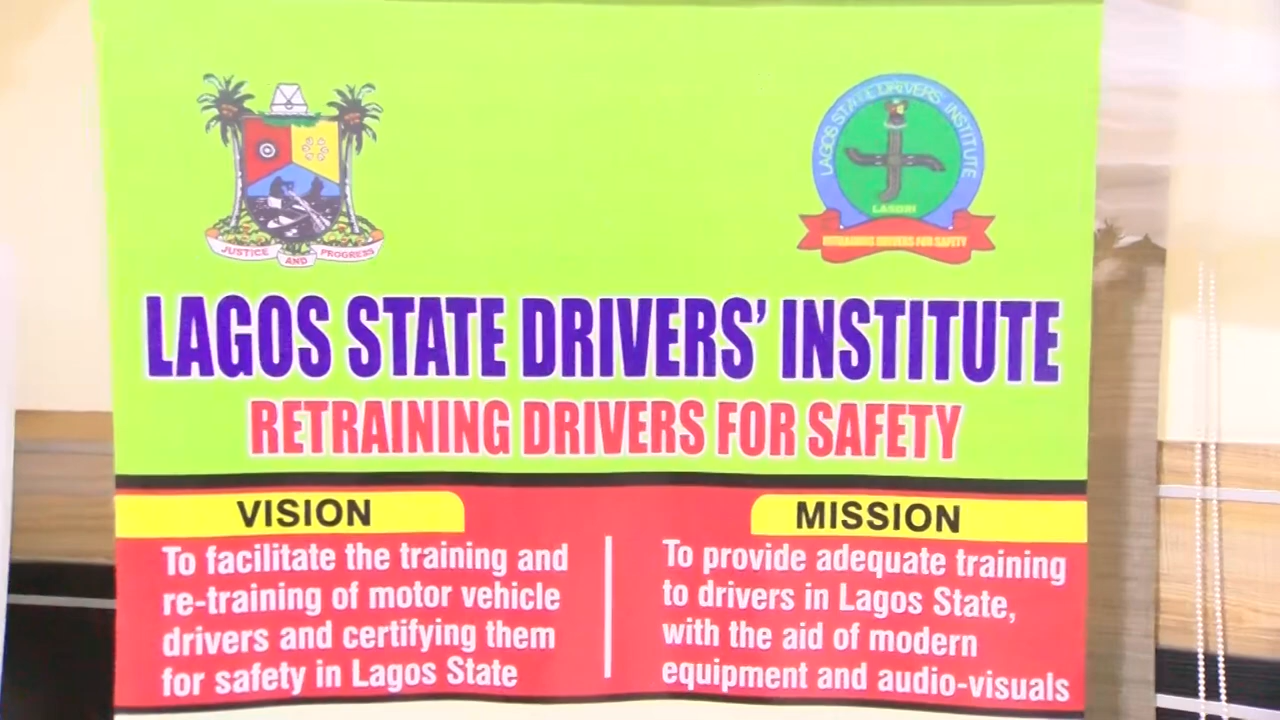 JUSTICE AND PROGRESS
LAGOS STATE DRIVERS INSTITUTE
LASDRI
RETRAINING DRIVERS FOR SAFETY
LAGOS STATE DRIVERS' INSTITUTE
RETRAINING DRIVERS FOR SAFETY
VISION
To facilitate the training and
re-training of motor vehicle
drivers and certifying them
for safety in Lagos State
MISSION
To provide adequate training
to drivers in Lagos State,
with the aid of modern
equipment and audio-visuals